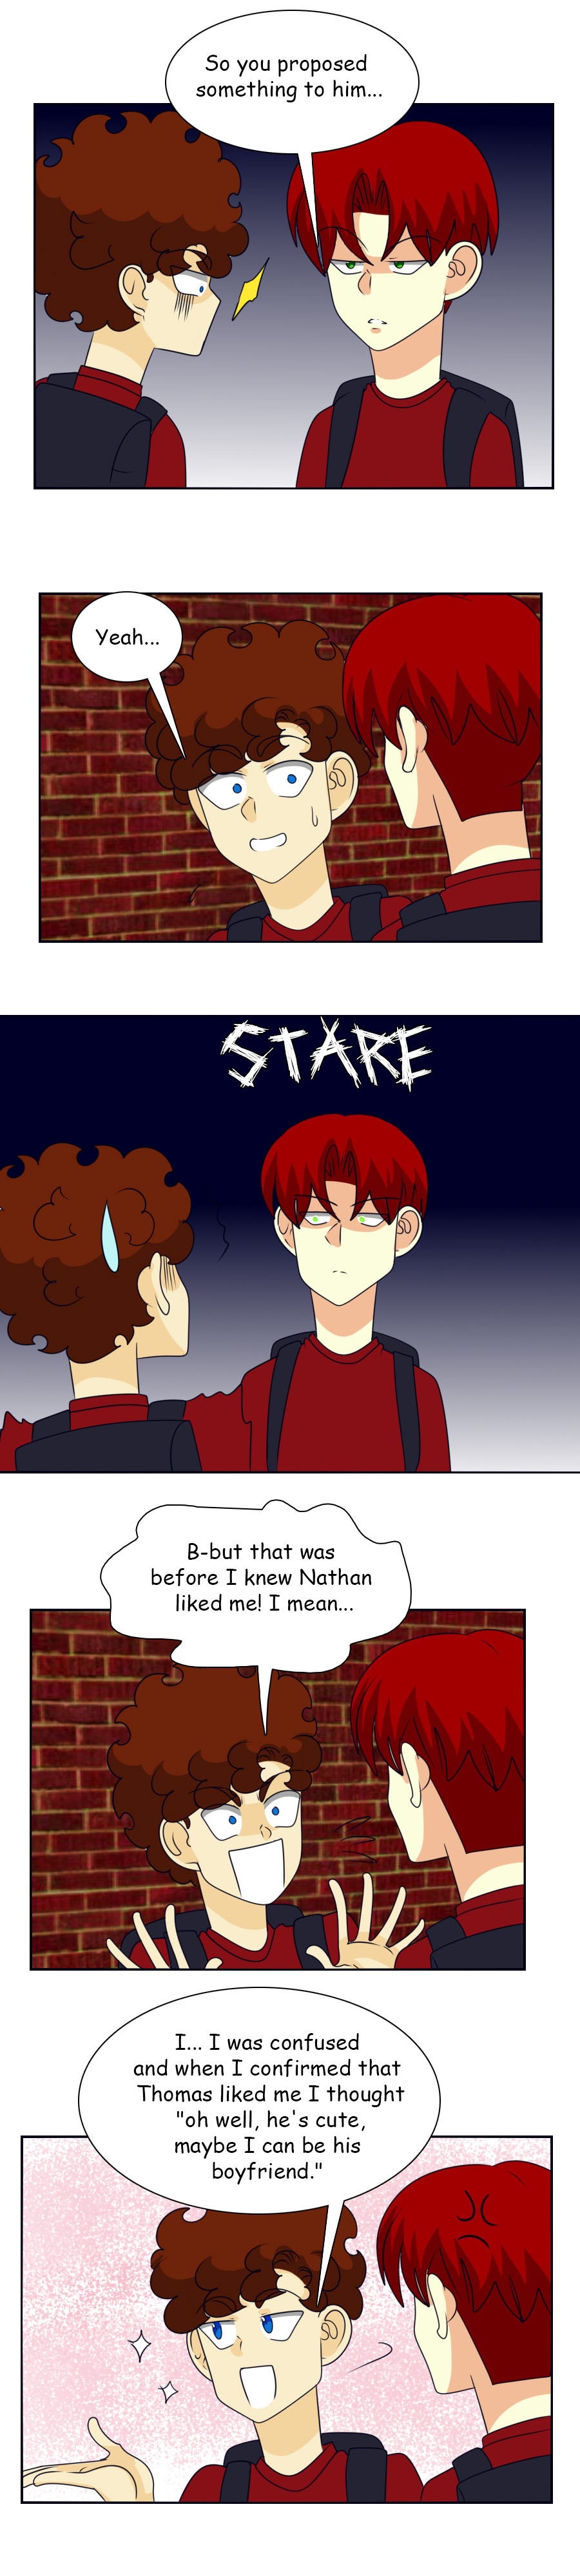 So you proposed
something to him...
Yeah...
STARE
B-but that was
before I knew Nathan
liked me! I mean...
I... I was confused
and when I confirmed that
Thomas liked me I thought
"oh well, he's cute,
maybe I can be his
boyfriend."